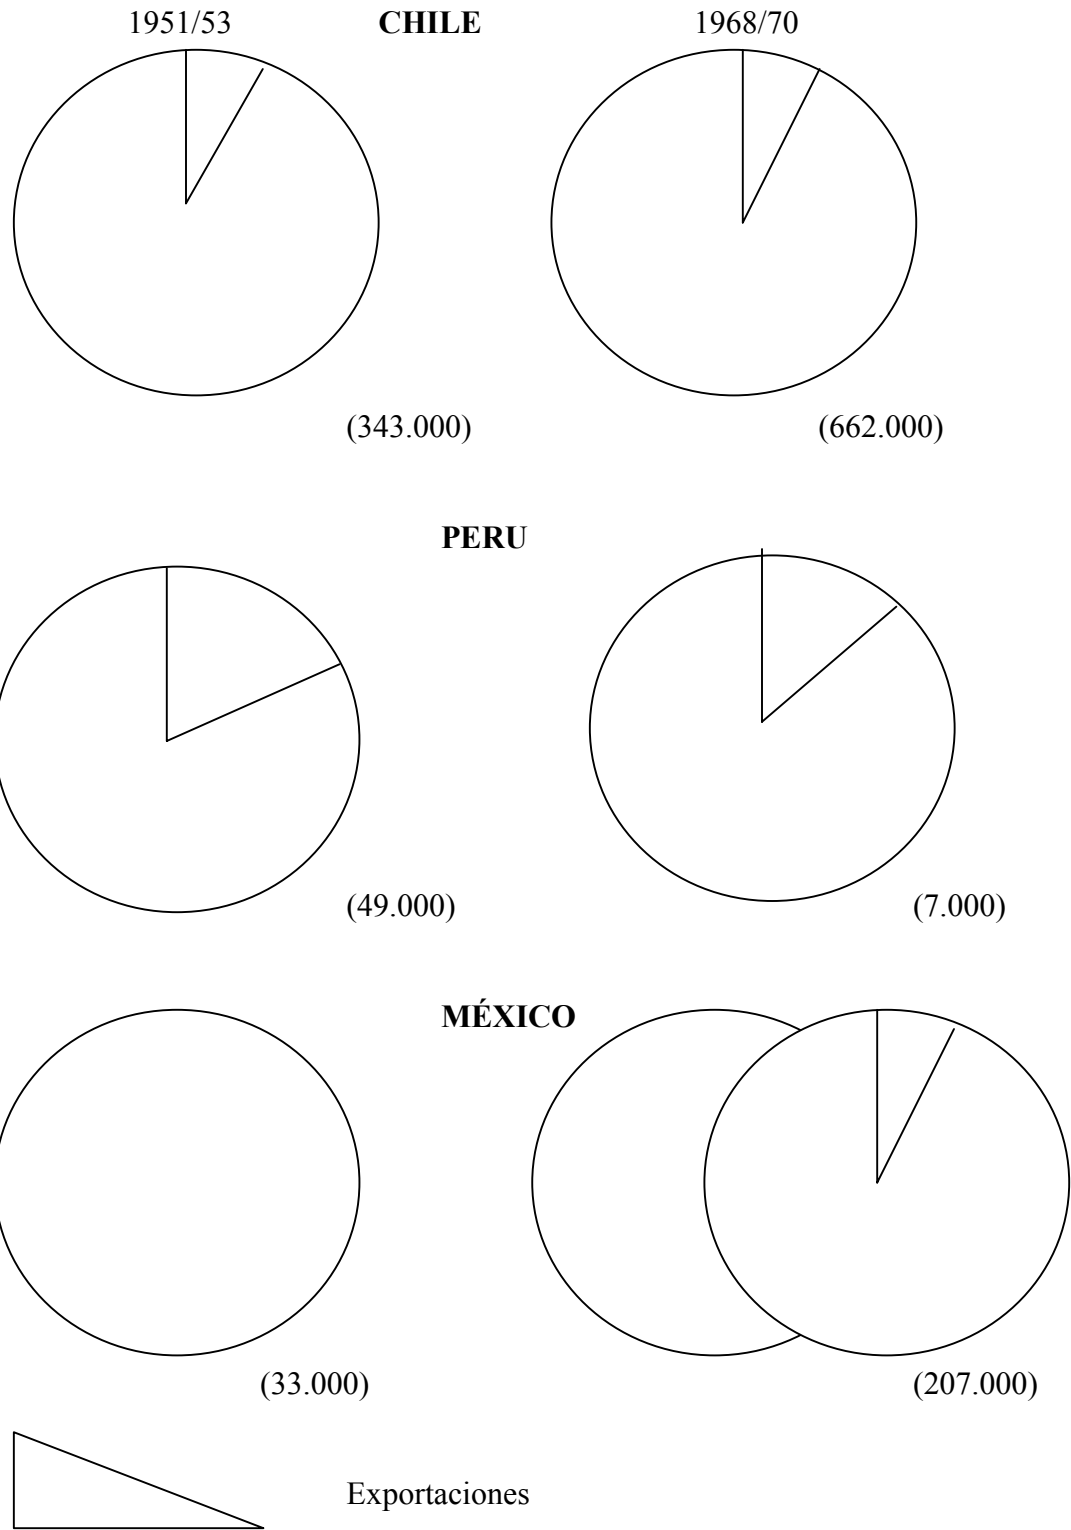 1951/53 CHILE 1968/70
(343.000) (662.000)
PERU
(49.000) (7.000)
MÉXICO
(33.000) (207.000)
Exportaciones